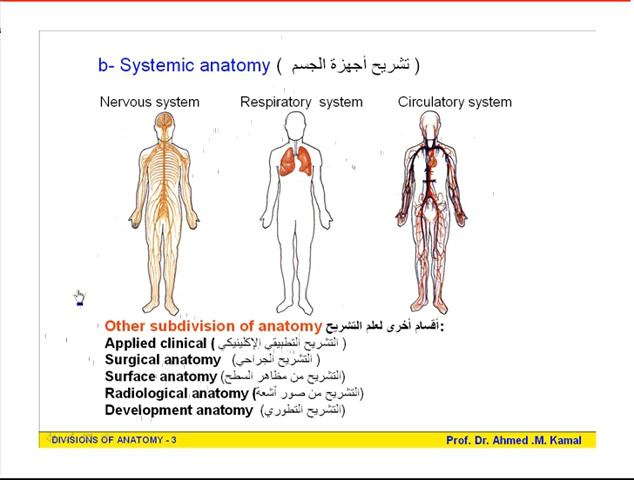 b- Systemic anatomy ( تشريح أجهزة الجسم )
Nervous system Respiratory system Circulatory system
Other subdivision of anatomy أقسام أخرى لعلم التشريح:
Applied clinical ( التشريح التطبيقي الإكلينيكي )
Surgical anatomy (التشريح الجراحي )
Surface anatomy (التشريح من مظاهر السطح)
Radiological anatomy (التشريح من صور أشعة)
Development anatomy (التشريح التطوري)
DIVISIONS OF ANATOMY - 3 Prof. Dr. Ahmed .M. Kamal